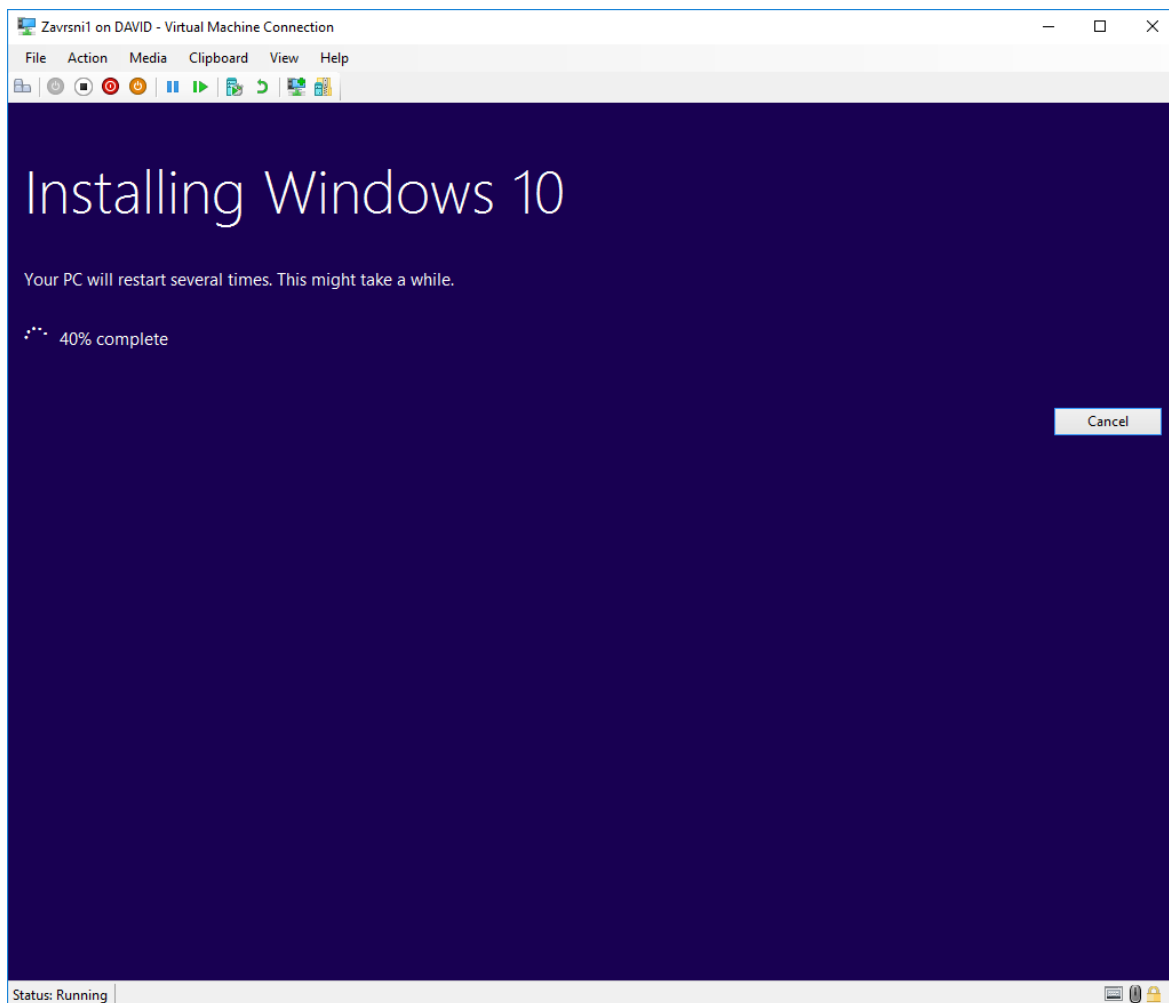 Zavrsni1 on DAVID - Virtual Machine Connection
File Action Media Clipboard View Help
Installing Windows 10
Your PC will restart several times. This might take a while.
40% complete
Cancel
Status: Running